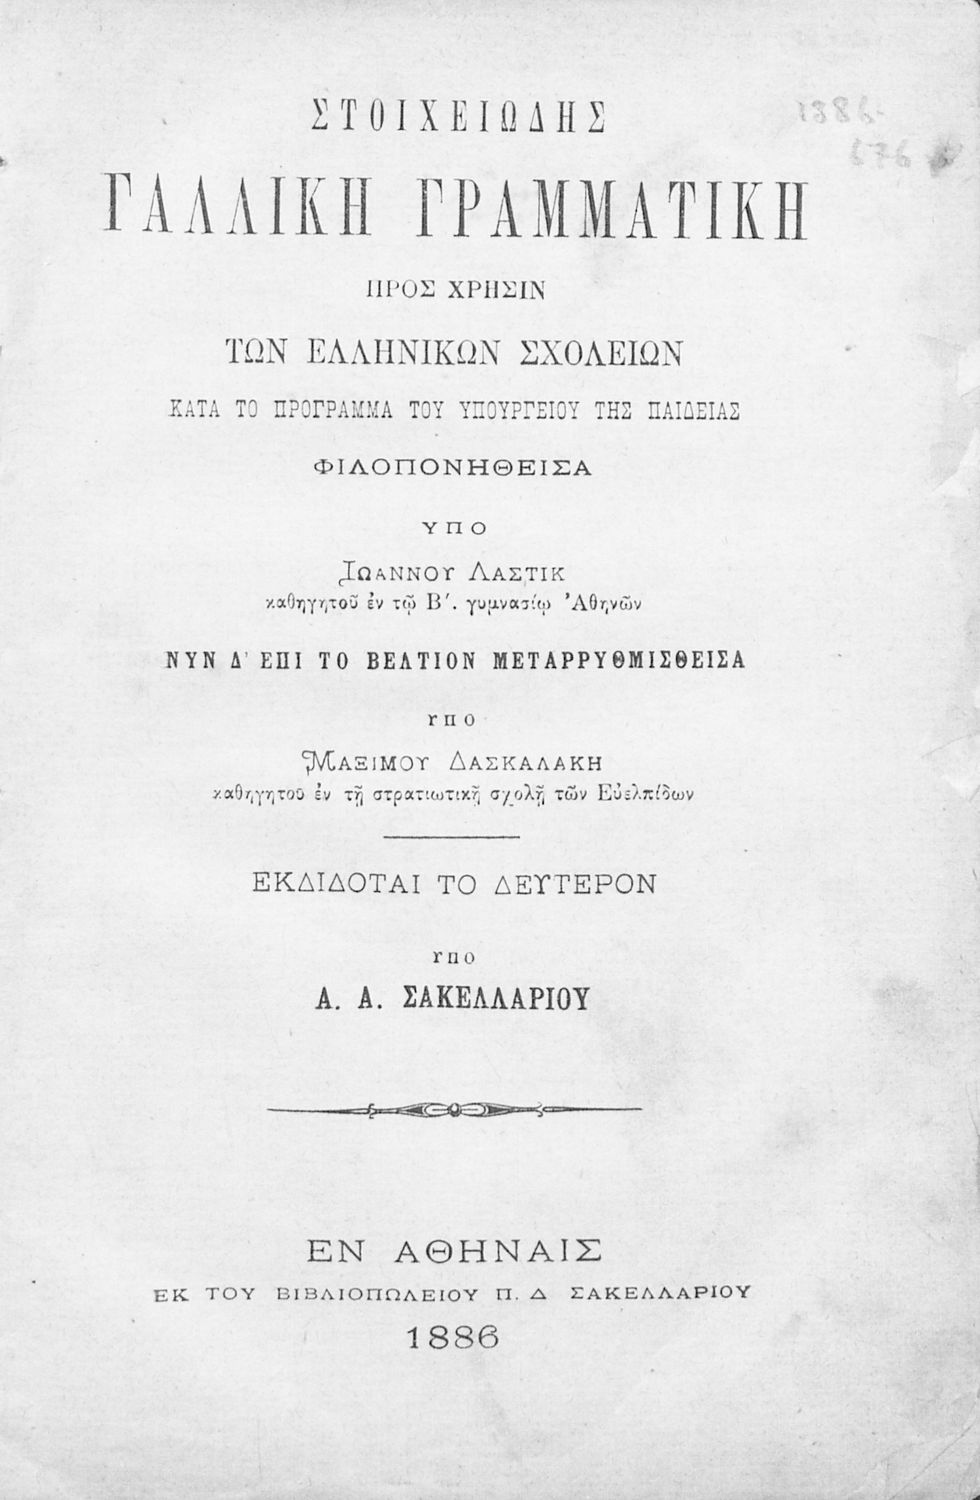 1886.
676
ΣΤΟΙΧΕΙΩΔΗΣ
ΓΑΛΛΙΚΗ ΓΡΑΜΜΑΤΙΚΗ
ΠΡΟΣ ΧΡΗΣΙΝ
ΤΩΝ ΕΛΛΗΝΙΚΩΝ ΣΧΟΛΕΙΩΝ
ΚΑΤΑ ΤΟ ΠΡΟΓΡΑΜΜΑ ΤΟΥ ΥΠΟΥΡΓΕΙΟΥ ΤΗΣ ΠΑΙΔΕΙΑΣ
ΦΙΛΟΠΟΝΗΘΕΙΣΑ
ΥΠΟ
ΙΩΑΝΝΟΥ ΛΑΣΤΙΚ
καθηγητοῦ ἐν τῷ Β΄. γυμνασίῳ Ἀθηνῶν
ΝΥΝ Δ' ΕΠΙ ΤΟ ΒΕΛΤΙΟΝ ΜΕΤΑΡΡΥΘΜΙΣΘΕΙΣΑ
ΥΠΟ
ΜΑΞΙΜΟΥ ΔΑΣΚΑΛΑΚΗ
καθηγητοῦ ἐν τῇ στρατιωτικῇ σχολῇ τῶν Εὐελπίδων
ΕΚΔΙΔΟΤΑΙ ΤΟ ΔΕΥΤΕΡΟΝ
ΥΠΟ
Α. Α. ΣΑΚΕΛΛΑΡΙΟΥ
ΕΝ ΑΘΗΝΑΙΣ
ΕΚ ΤΟΥ ΒΙΒΛΙΟΠΩΛΕΙΟΥ Π. Δ ΣΑΚΕΛΛΑΡΙΟΥ
1886